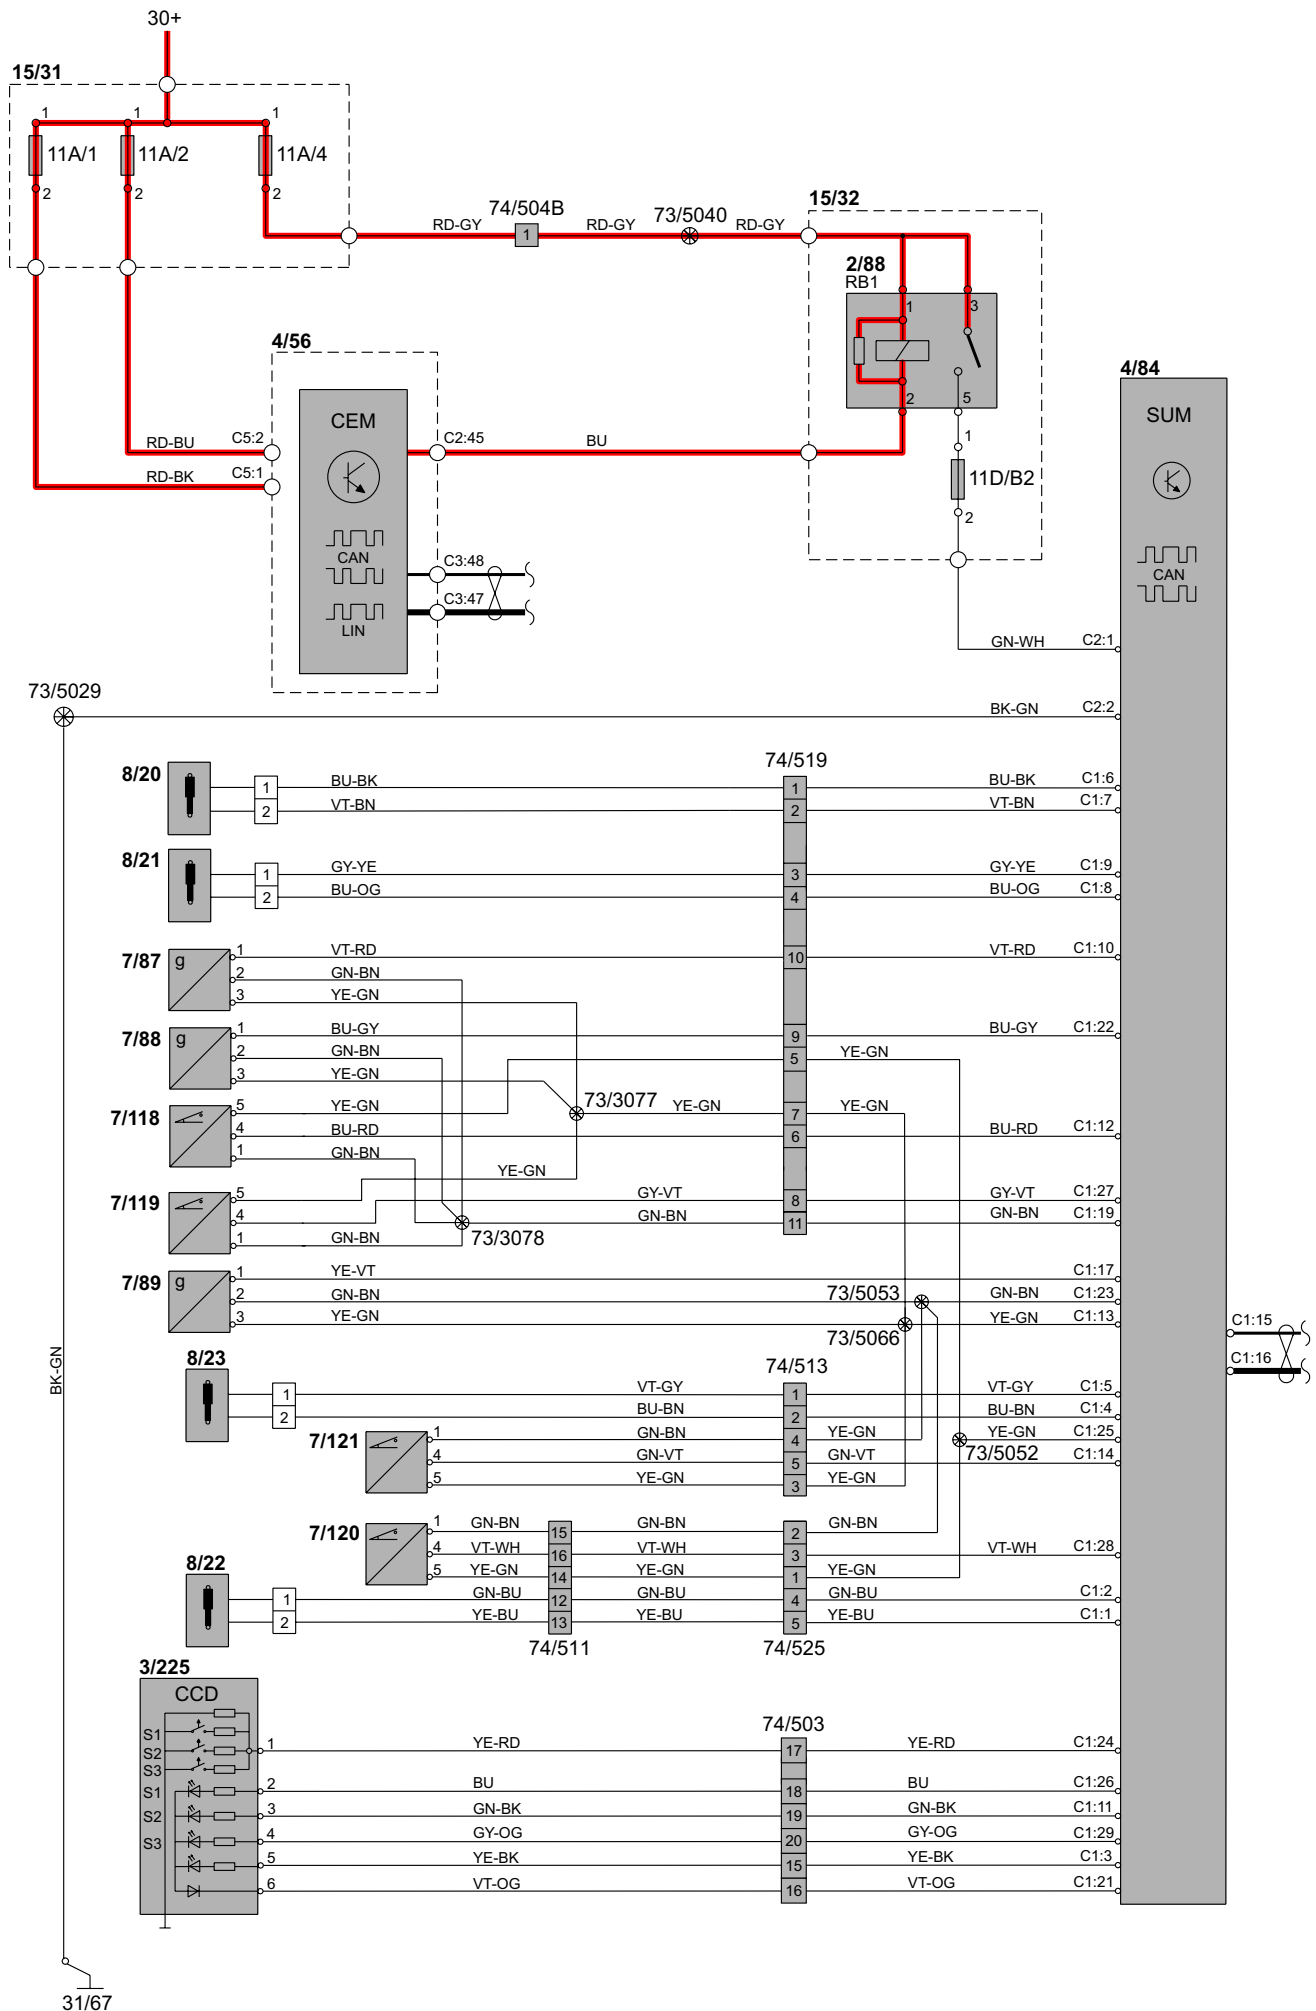 30+
15/31
1 1 1
11A/1 11A/2 11A/4
2 2 2
74/504B 73/5040 15/32
RD-GY 1 RD-GY RD-GY
2/88
RB1
1 3
2 5
4/56 4/84
CEM SUM
RD-BU C5:2 C2:45 BU
RD-BK C5:1
1
11D/B2
2
CAN C3:48
C3:47
LIN
CAN
GN-WH C2:1
73/5029
BK-GN C2:2
74/519
8/20 1 BU-BK 1 BU-BK C1:6
2 VT-BN 2 VT-BN C1:7
8/21 1 GY-YE 3 GY-YE C1:9
2 BU-OG 4 BU-OG C1:8
7/87 g 1 VT-RD 10 VT-RD C1:10
2 GN-BN
3 YE-GN
7/88 g 1 BU-GY 9 BU-GY C1:22
2 GN-BN 5 YE-GN
3 YE-GN
73/3077
7/118 5 YE-GN YE-GN 7 YE-GN
4 BU-RD 6 BU-RD C1:12
1 GN-BN
YE-GN
7/119 5 GY-VT 8 GY-VT C1:27
4 GN-BN 11 GN-BN C1:19
1 GN-BN 73/3078
7/89 g 1 YE-VT C1:17
2 GN-BN 73/5053 GN-BN C1:23
3 YE-GN 73/5066 YE-GN C1:13
C1:15
C1:16
BK-GN
8/23 74/513
1 VT-GY 1 VT-GY C1:5
2 BU-BN 2 BU-BN C1:4
7/121 1 GN-BN 4 YE-GN YE-GN C1:25
73/5052
4 GN-VT 5 GN-VT C1:14
5 YE-GN 3 YE-GN
7/120 1 GN-BN 15 GN-BN 2 GN-BN
4 VT-WH 16 VT-WH 3 VT-WH C1:28
5 YE-GN 14 YE-GN 1 YE-GN
8/22 1 GN-BU 12 GN-BU 4 GN-BU C1:2
2 YE-BU 13 YE-BU 5 YE-BU C1:1
74/511 74/525
3/225
CCD
74/503
S1
S2 1 YE-RD 17 YE-RD C1:24
S3
S1 2 BU 18 BU C1:26
S2 3 GN-BK 19 GN-BK C1:11
S3 4 GY-OG 20 GY-OG C1:29
5 YE-BK 15 YE-BK C1:3
6 VT-OG 16 VT-OG C1:21
31/67